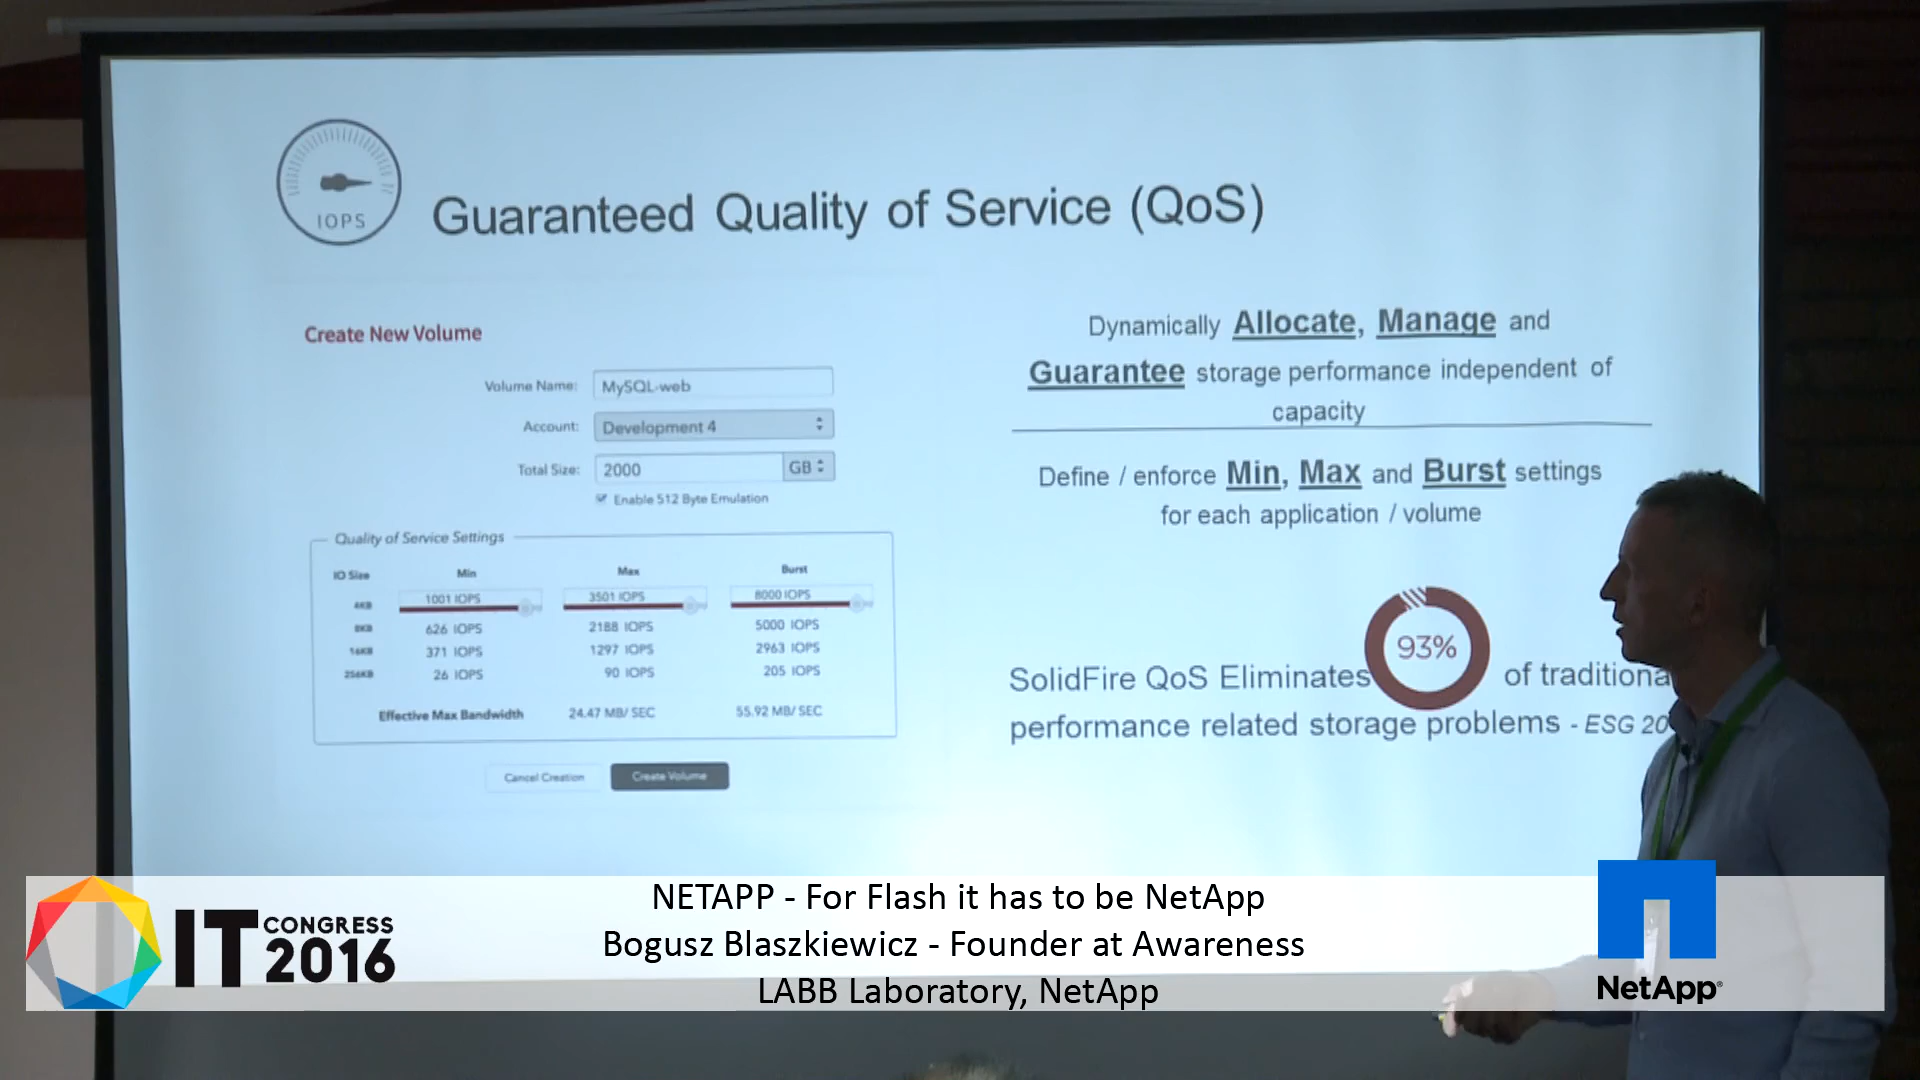 IOPS
Guaranteed Quality of Service (QoS)
Create New Volume
Volume Name: MySQL-web
Account: Development 4
Total Size: 2000 GB
Enable 512 Byte Emulation
Quality of Service Settings
IO Size Min Max Burst
4KB 1001 IOPS 3501 IOPS 8000 IOPS
8KB 626 IOPS 2188 IOPS 5000 IOPS
16KB 371 IOPS 1297 IOPS 2963 IOPS
256KB 26 IOPS 90 IOPS 205 IOPS
Effective Max Bandwidth 24.47 MB/SEC 55.92 MB/SEC
Cancel Creation Create Volume
Dynamically Allocate, Manage and
Guarantee storage performance independent of
capacity
Define / enforce Min, Max and Burst settings
for each application / volume
93%
SolidFire QoS Eliminates of traditiona
performance related storage problems - ESG 20
IT CONGRESS 2016
NETAPP - For Flash it has to be NetApp
Bogusz Blaszkiewicz - Founder at Awareness
LABB Laboratory, NetApp
NetApp